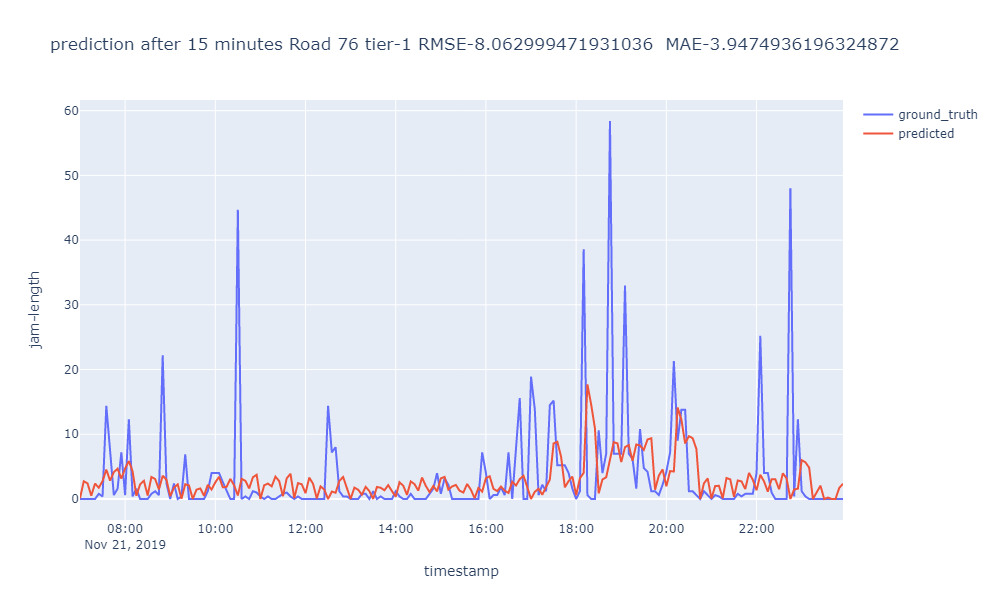 prediction after 15 minutes Road 76 tier-1 RMSE-8.062999471931036  MAE-3.9474936196324872
60
50
40
30
20
10
0
jam-length
08:00
10:00
12:00
14:00
16:00
18:00
20:00
22:00
Nov 21, 2019
timestamp
ground_truth
predicted